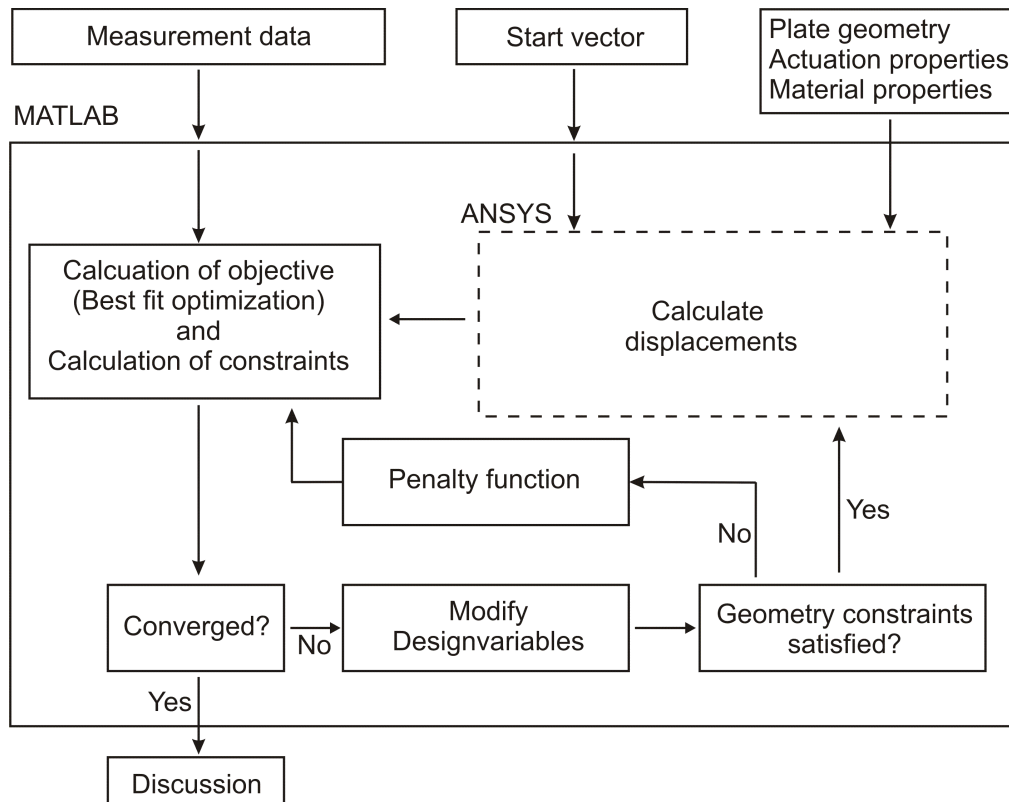 Measurement data
Start vector
Plate geometry
Actuation properties
Material properties
MATLAB
ANSYS
Calcuation of objective
(Best fit optimization)
and
Calculation of constraints
Calculate
displacements
Penalty function
No
Yes
Converged?
No
Modify
Designvariables
Geometry constraints
satisfied?
Yes
Discussion